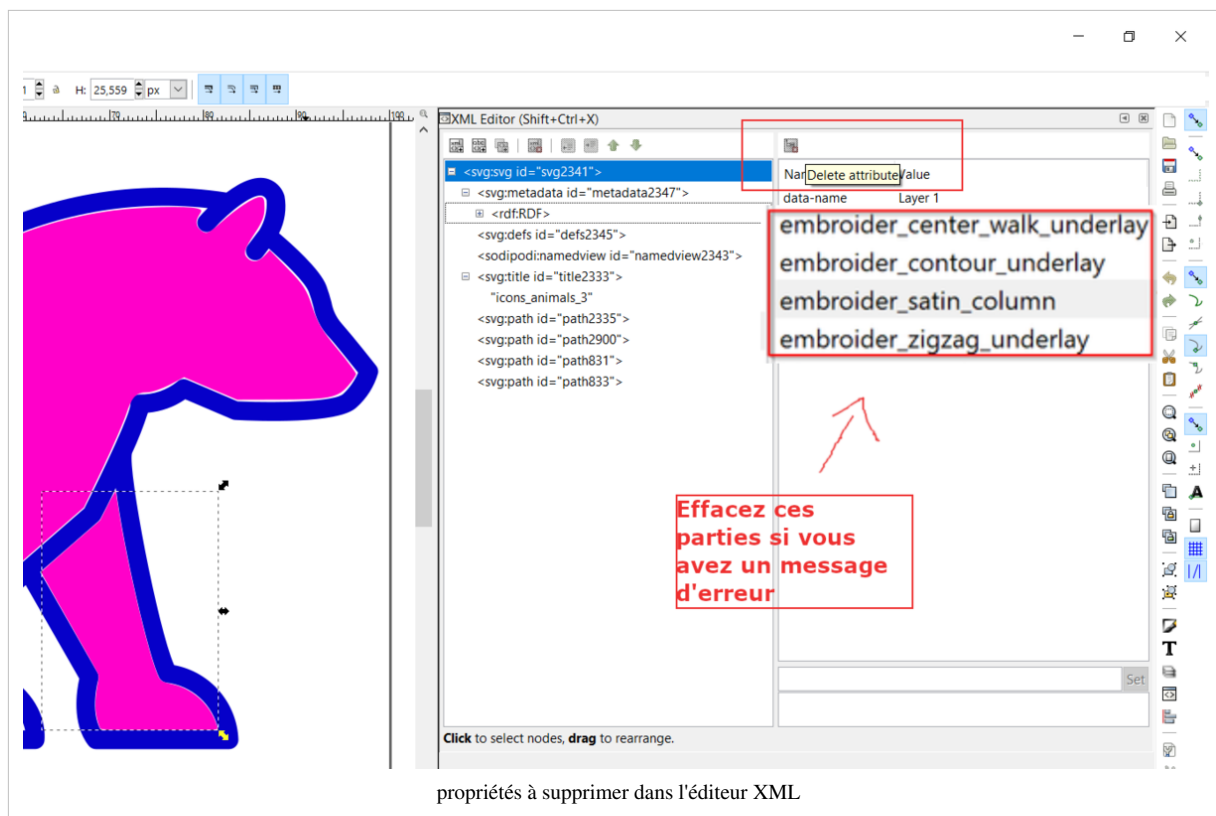 1 a H: 25,559 px
XML Editor (Shift+Ctrl+X)
<svg:svg id="svg2341">
<svg:metadata id="metadata2347">
<rdf:RDF>
<svg:defs id="defs2345">
<sodipodi:namedview id="namedview2343">
<svg:title id="title2333">
"icons_animals_3"
<svg:path id="path2335">
<svg:path id="path2900">
<svg:path id="path831">
<svg:path id="path833">
Delete attribute
data-name Layer 1
embroider_center_walk_underlay
embroider_contour_underlay
embroider_satin_column
embroider_zigzag_underlay
Effacez ces
parties si vous
avez un message
d'erreur
Set
Click to select nodes, drag to rearrange.
propriétés à supprimer dans l'éditeur XML